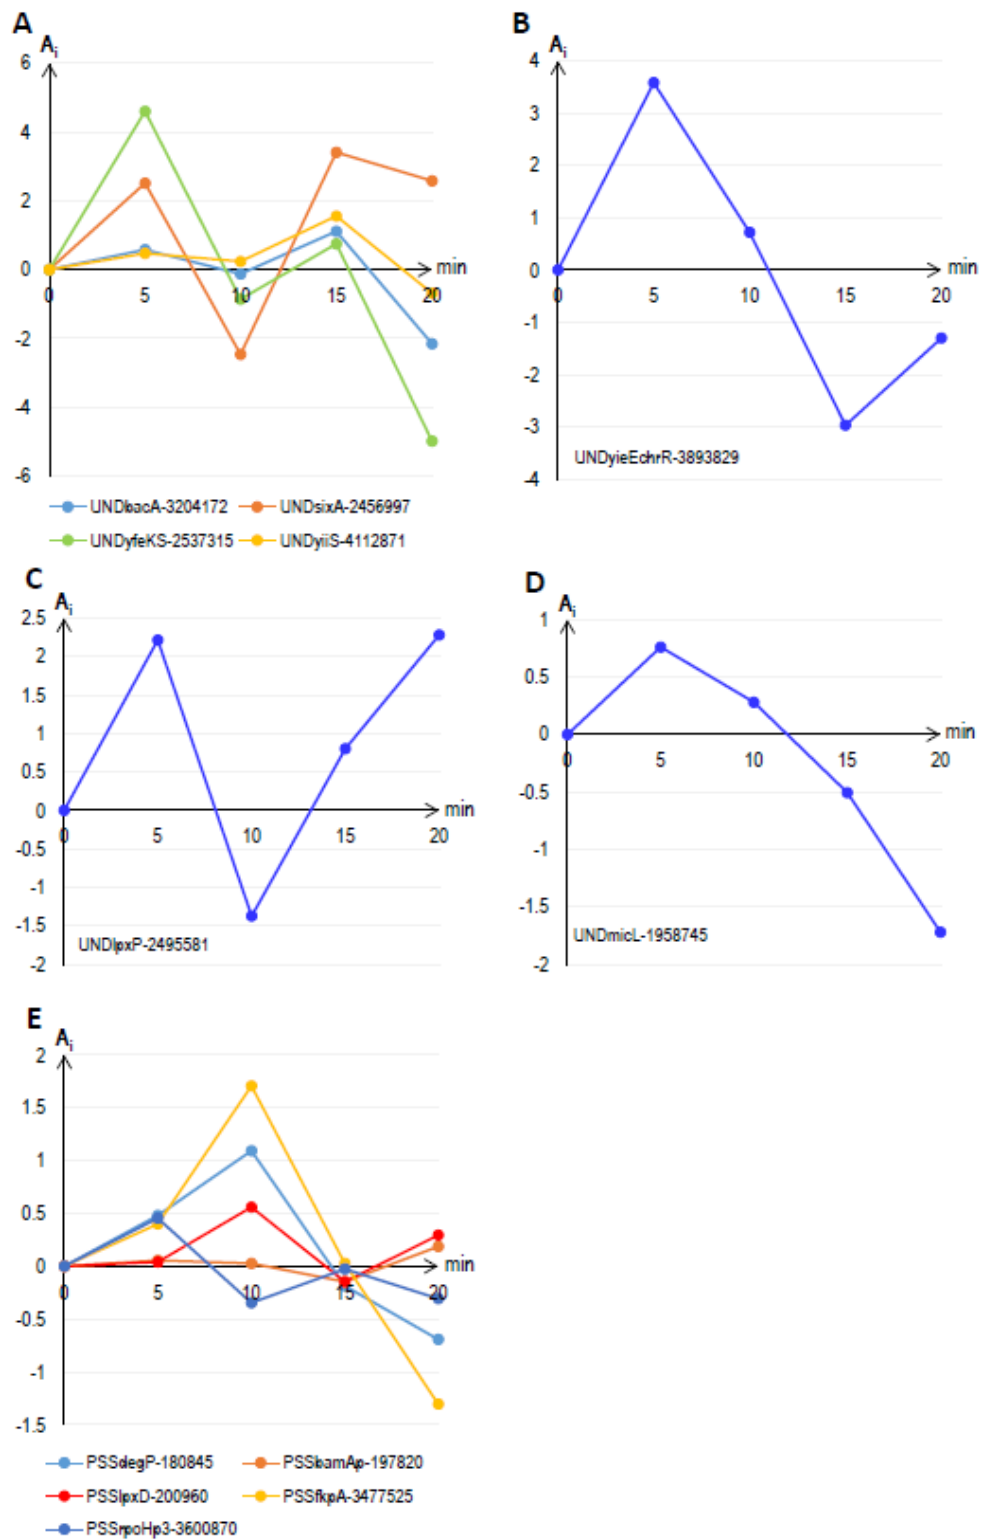 A
A_i
6
4
2
0
-2
-4
-6
0 5 10 15 20
min
UNDbacA-3204172 UNDsixA-2456997
UNDyfeKS-2537315 UNDyiiS-4112871
B
A_i
4
3
2
1
0
-1
-2
-3
-4
0 5 10 15 20
min
UNDyieEchrR-3893829
C
A_i
2.5
2
1.5
1
0.5
0
-0.5
-1
-1.5
-2
0 5 10 15 20
min
UNDlpxP-2495581
D
A_i
1
0.5
0
-0.5
-1
-1.5
-2
0 5 10 15 20
min
UNDmicL-1958745
E
A_i
2
1.5
1
0.5
0
-0.5
-1
-1.5
0 5 10 15 20
min
PSSdegP-180845 PSSbamAp-197820
PSSlpxD-200960 PSSfkpA-3477525
PSSrpoHp3-3600870